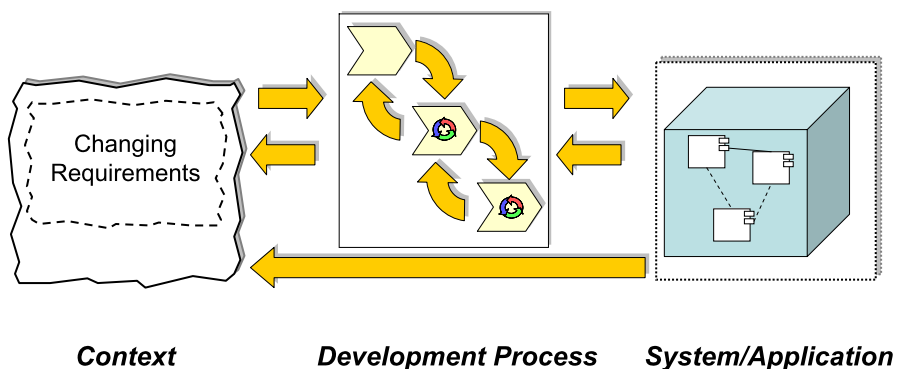 Changing
Requirements
Context
Development Process
System/Application